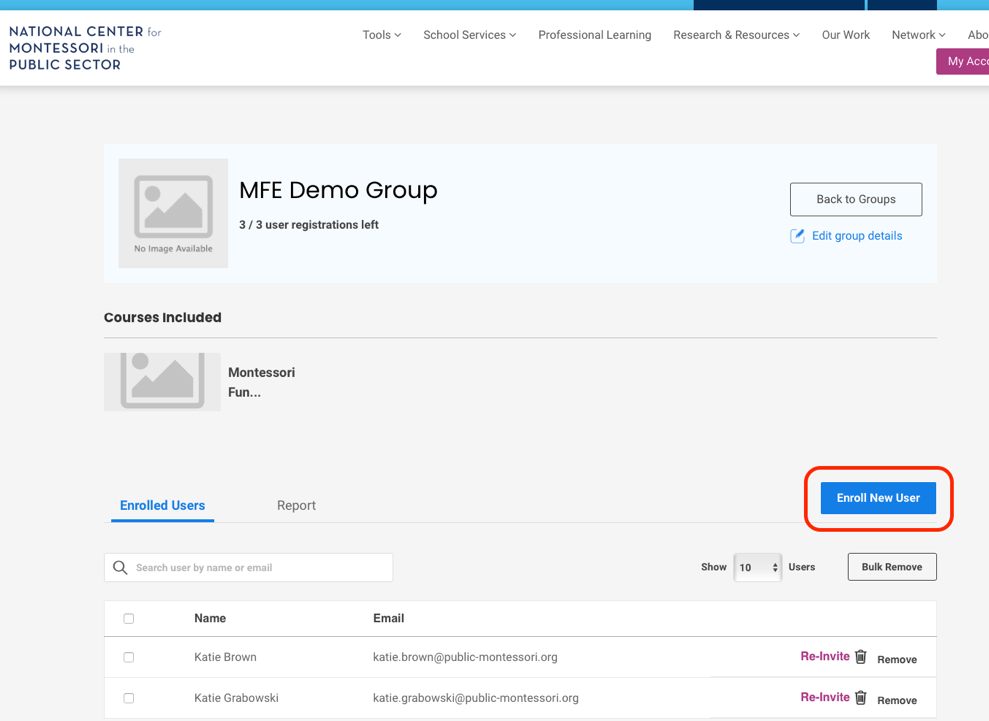 NATIONAL CENTER for
MONTESSORI in the
PUBLIC SECTOR
Tools School Services Professional Learning Research & Resources Our Work Network Abo
My Acco
No Image Available
MFE Demo Group
3 / 3 user registrations left
Back to Groups
Edit group details
Courses Included
Montessori
Fun...
Enrolled Users Report Enroll New User
Search user by name or email Show 10 Users Bulk Remove
Name Email
Katie Brown katie.brown@public-montessori.org Re-Invite Remove
Katie Grabowski katie.grabowski@public-montessori.org Re-Invite Remove